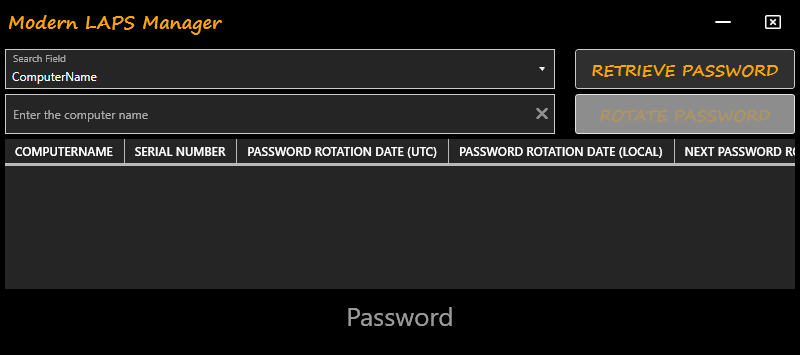 Modern LAPS Manager
Search Field
ComputerName
RETRIEVE PASSWORD
Enter the computer name
ROTATE PASSWORD
COMPUTERNAME SERIAL NUMBER PASSWORD ROTATION DATE (UTC) PASSWORD ROTATION DATE (LOCAL) NEXT PASSWORD RO
Password